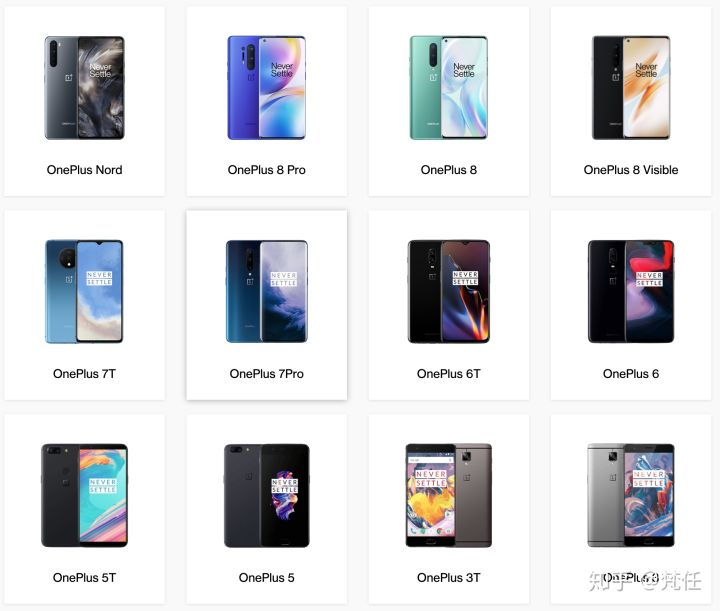 Never
Settle
Never
Settle
Never
Settle
Never
Settle
OnePlus Nord
OnePlus 8 Pro
OnePlus 8
OnePlus 8 Visible
NEVER
SETTLE
NEVER
SETTLE
NEVER
SETTLE
NEVER
SETTLE
OnePlus 7T
OnePlus 7Pro
OnePlus 6T
OnePlus 6
NEVER
SETTLE
NEVER
SETTLE
NEVER
SETTLE
NEVER
SETTLE
OnePlus 5T
OnePlus 5
OnePlus 3T
OnePlus 3
知乎 @梵任